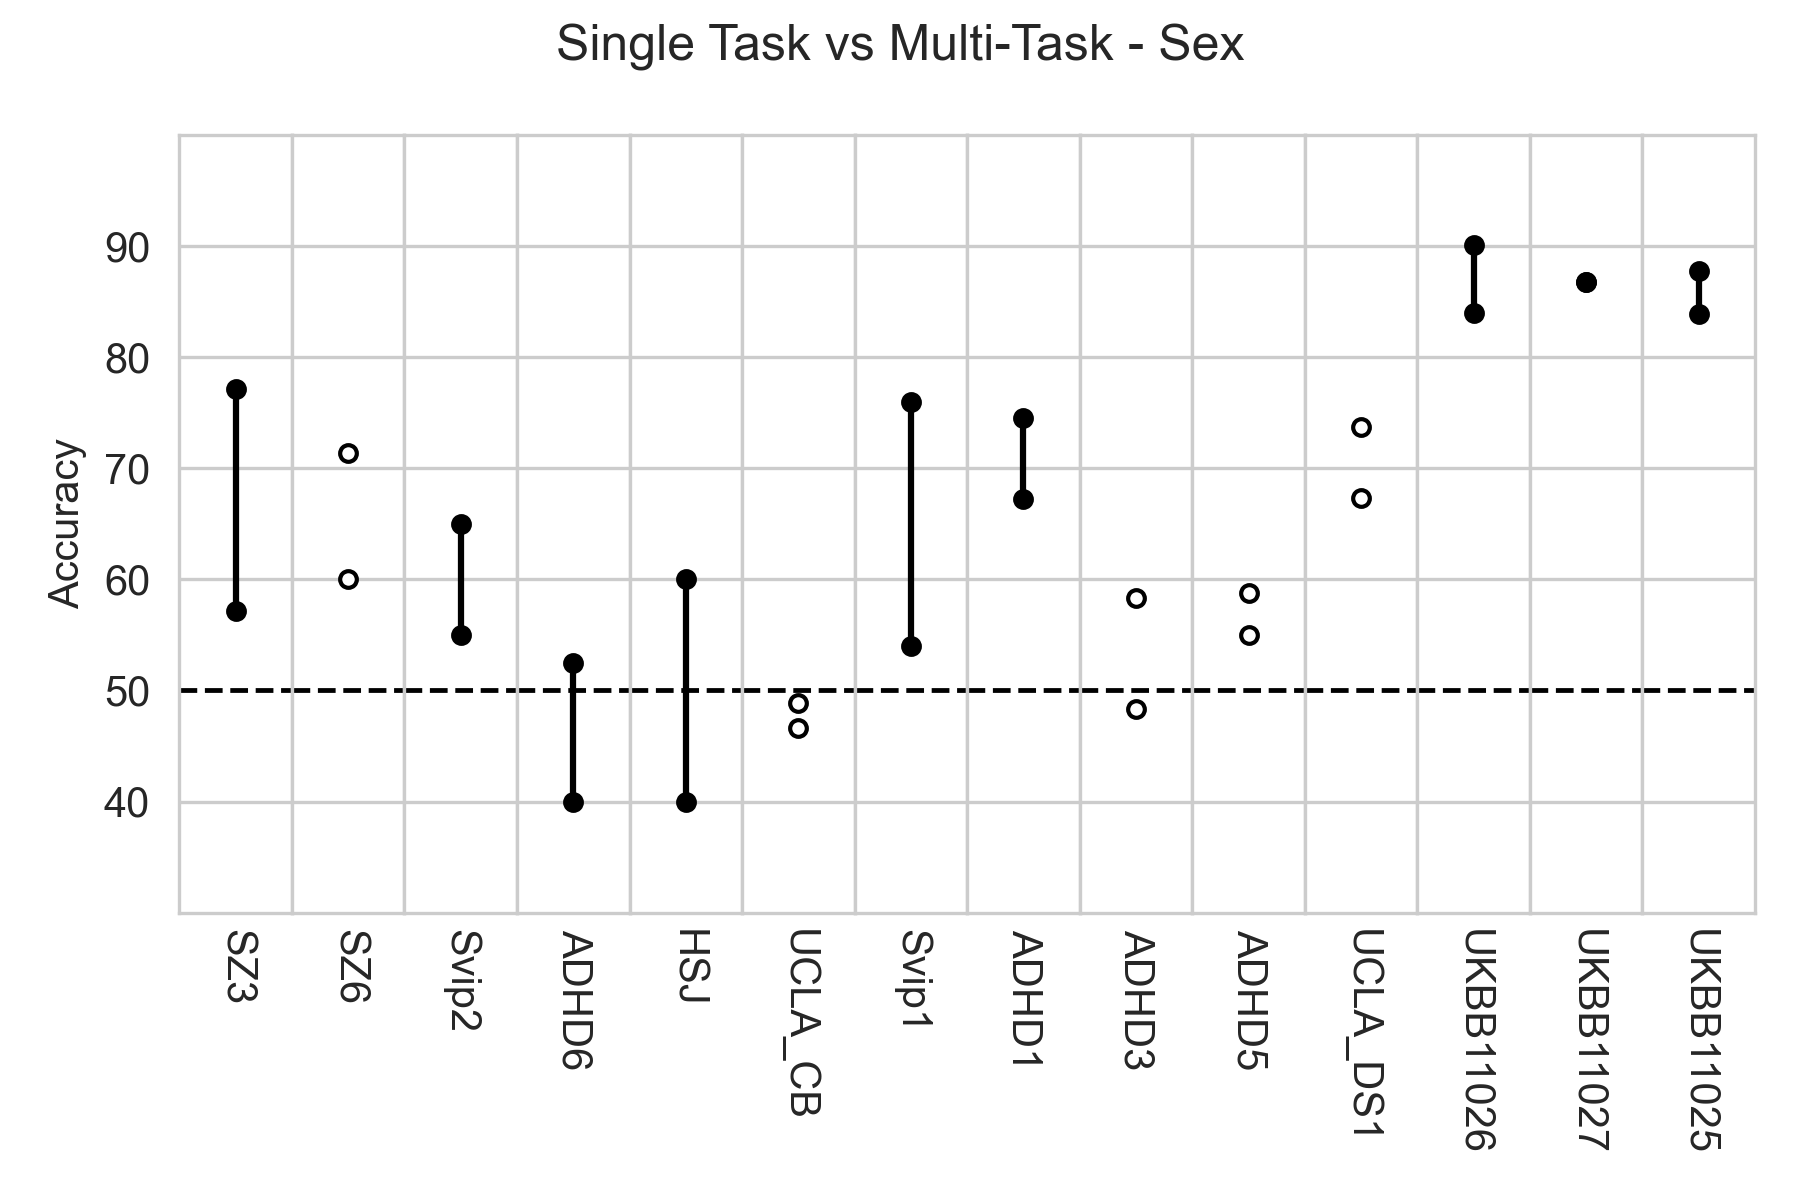 Single Task vs Multi-Task - Sex
Accuracy
90
80
70
60
50
40
SZ3
SZ6
Svip2
ADHD6
HSJ
UCLA_CB
Svip1
ADHD1
ADHD3
ADHD5
UCLA_DS1
UKBB11026
UKBB11027
UKBB11025